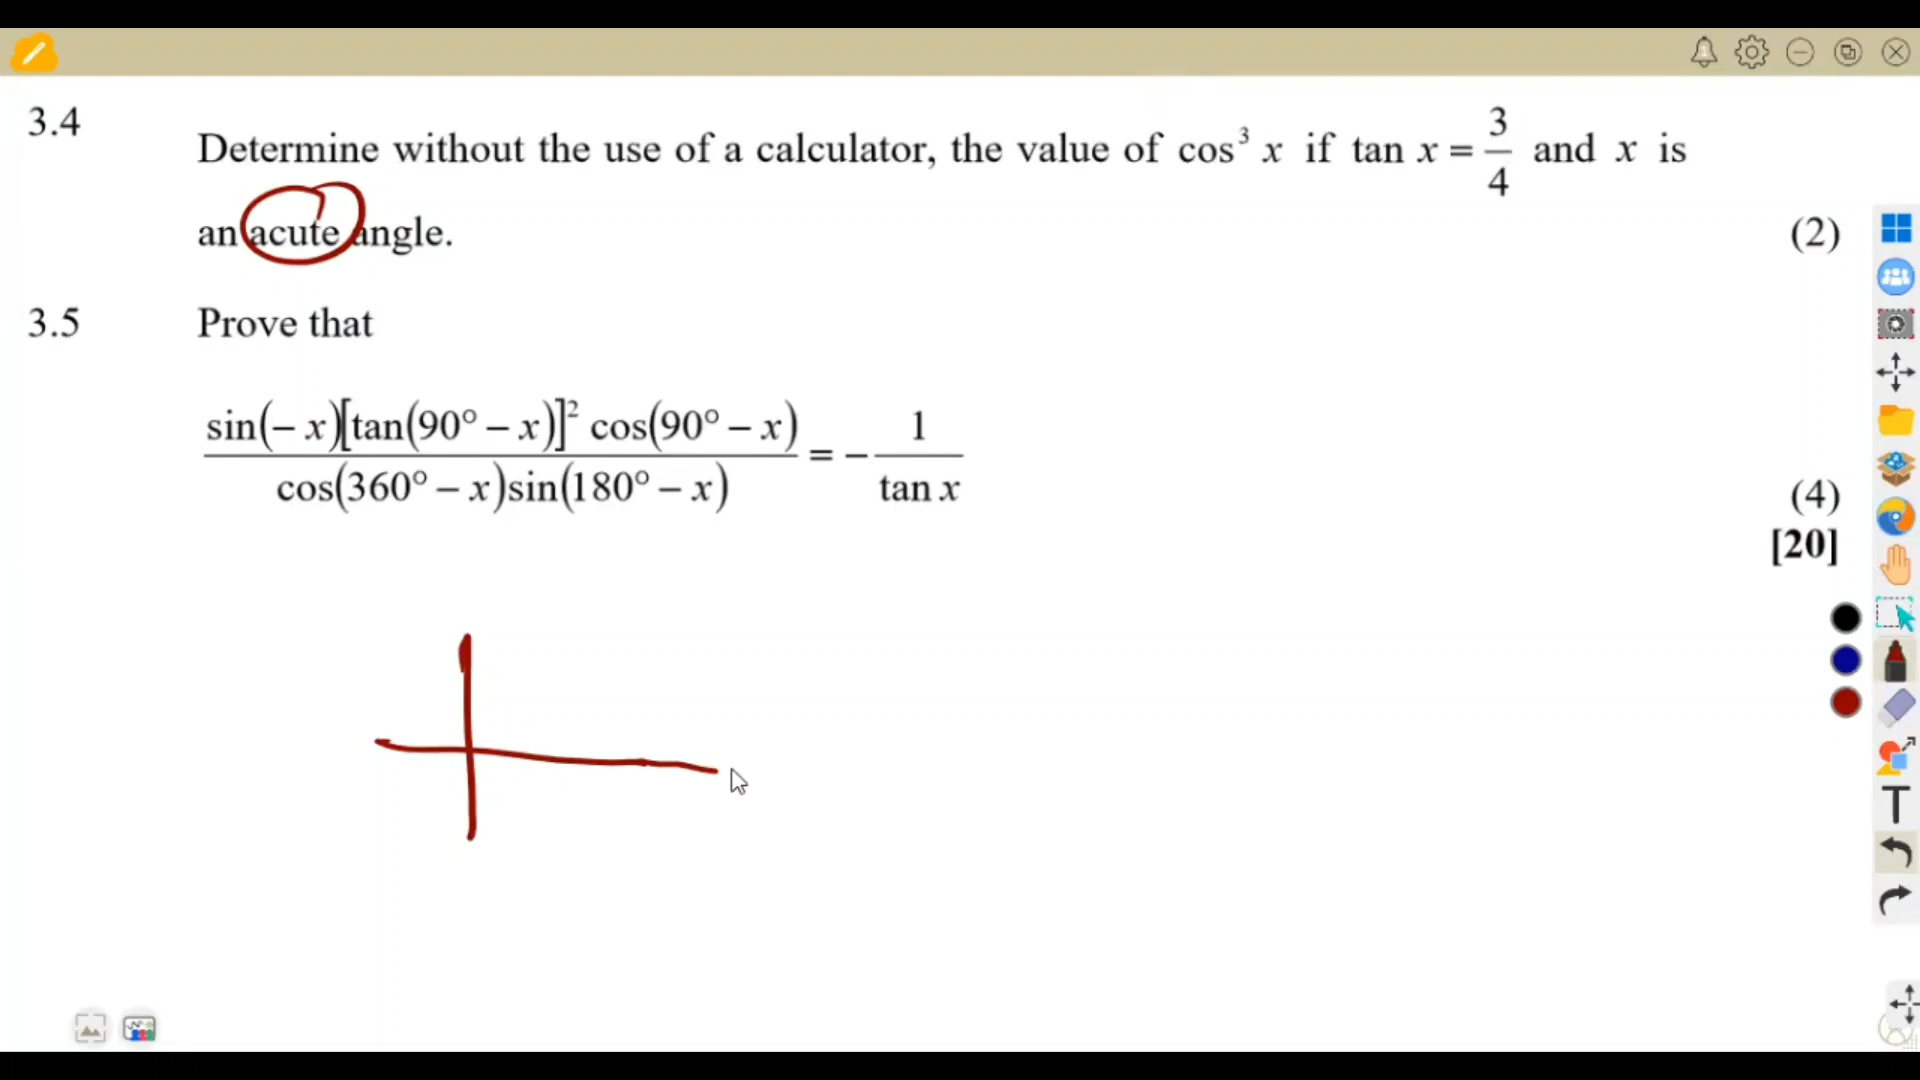 3.4
Determine without the use of a calculator, the value of cos³ x if tan x = 3/4 and x is
an acute angle. (2)
3.5 Prove that
sin(−x)[tan(90° − x)]² cos(90° − x) / cos(360° − x)sin(180° − x) = − 1 / tan x
(4)
[20]
T